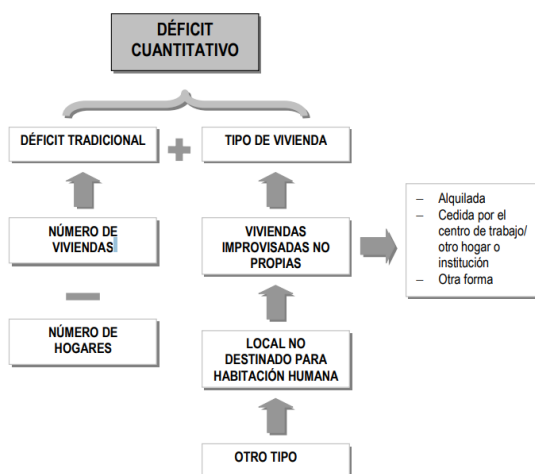 DÉFICIT
CUANTITATIVO
DÉFICIT TRADICIONAL
TIPO DE VIVIENDA
NÚMERO DE
VIVIENDAS
VIVIENDAS
IMPROVISADAS NO
PROPIAS
– Alquilada
– Cedida por el
centro de trabajo/
otro hogar o
institución
– Otra forma
NÚMERO DE
HOGARES
LOCAL NO
DESTINADO PARA
HABITACIÓN HUMANA
OTRO TIPO